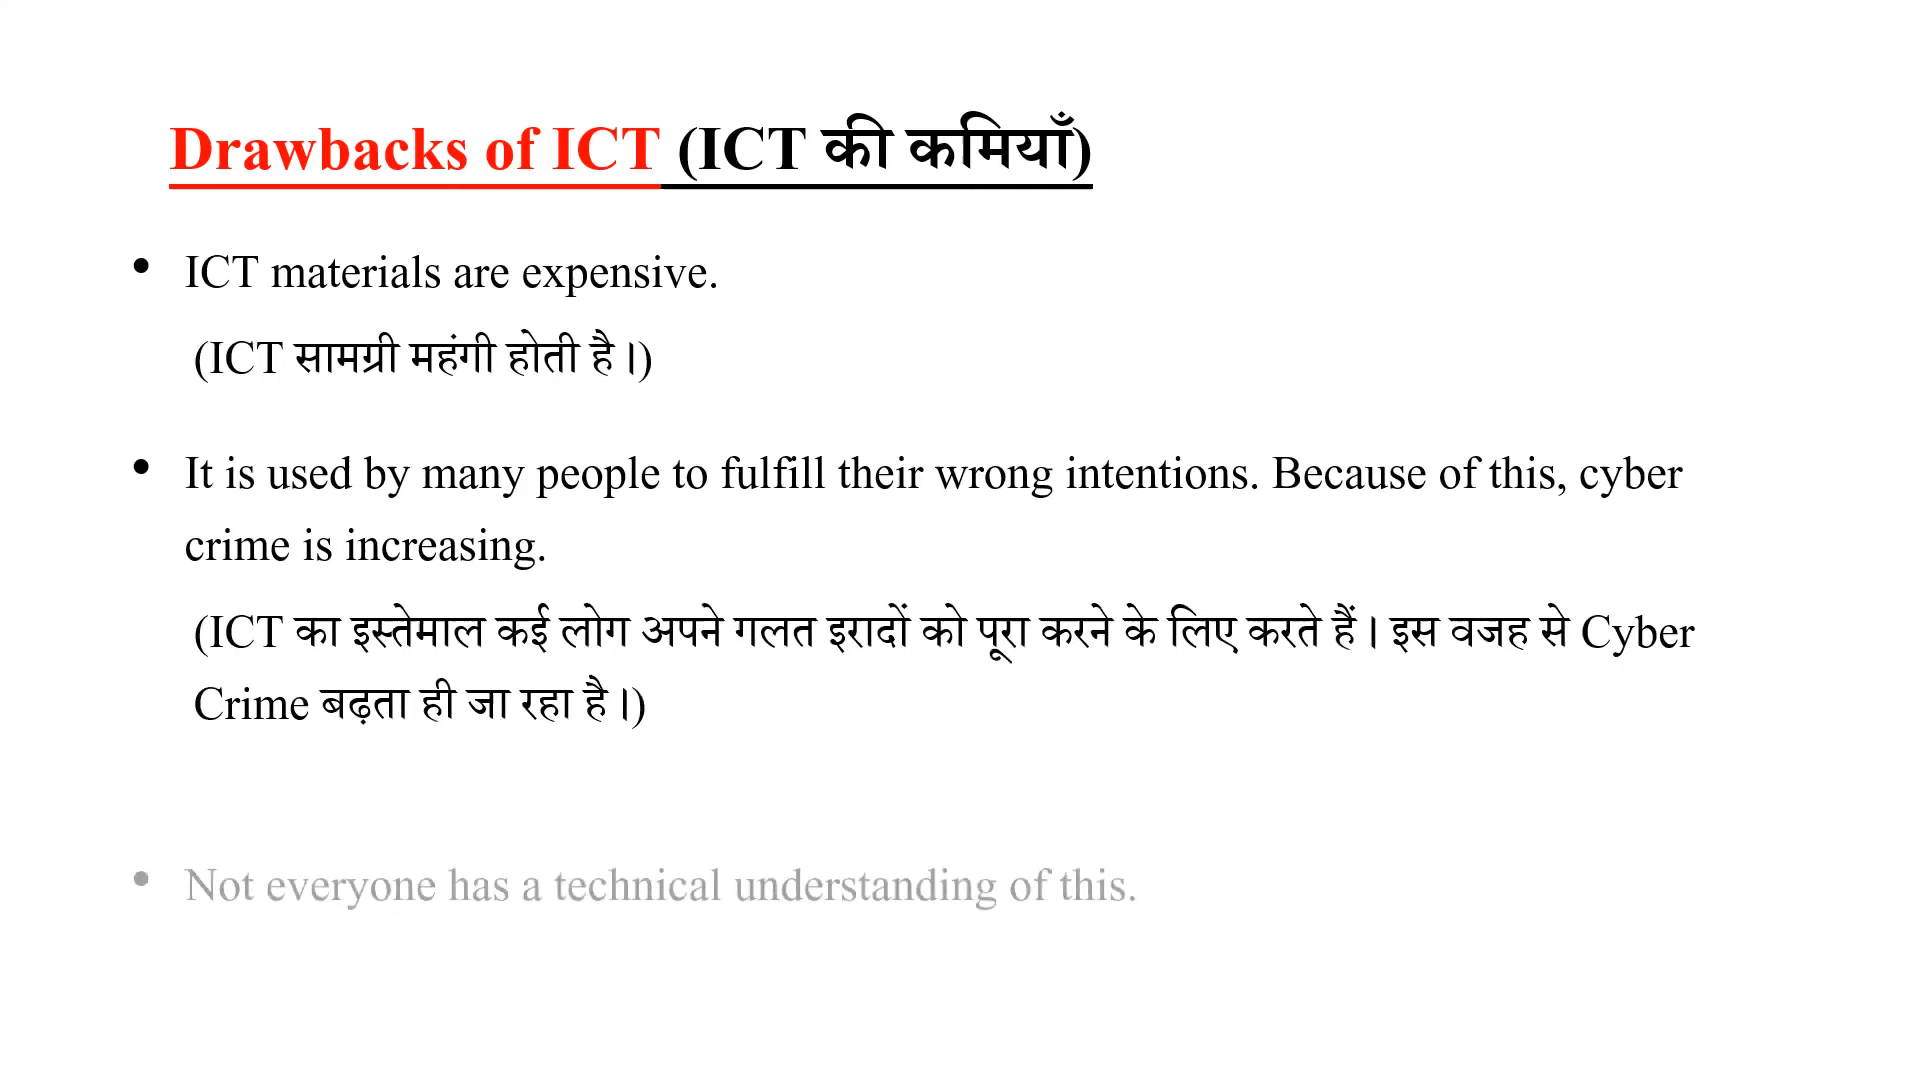 Drawbacks of ICT (ICT की कमियाँ)
• ICT materials are expensive.
(ICT सामग्री महंगी होती है।)
• It is used by many people to fulfill their wrong intentions. Because of this, cyber
crime is increasing.
(ICT का इस्तेमाल कई लोग अपने गलत इरादों को पूरा करने के लिए करते हैं। इस वजह से Cyber
Crime बढ़ता ही जा रहा है।)
• Not everyone has a technical understanding of this.